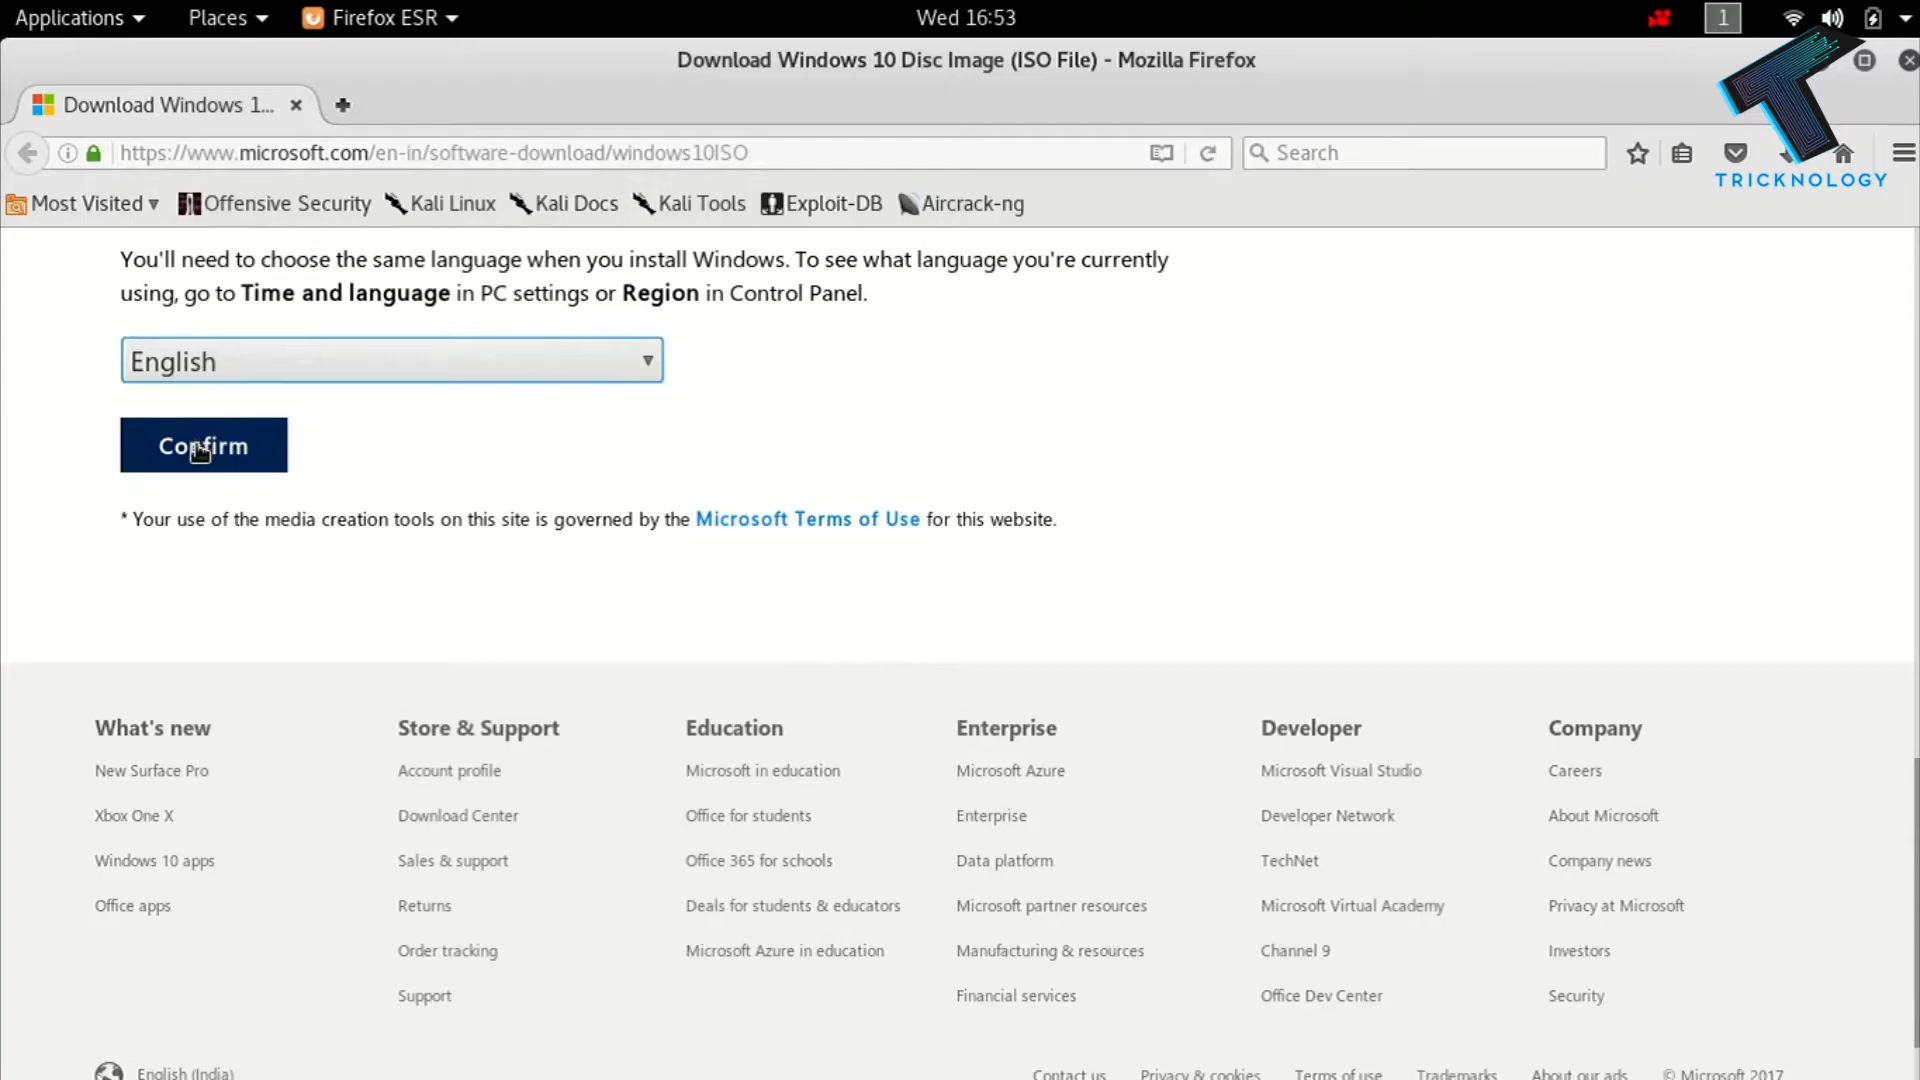 Applications Places Firefox ESR Wed 16:53 1
Download Windows 10 Disc Image (ISO File) - Mozilla Firefox
Download Windows 1...
TRICKNOLOGY
https://www.microsoft.com/en-in/software-download/windows10ISO Search
Most Visited Offensive Security Kali Linux Kali Docs Kali Tools Exploit-DB Aircrack-ng
You'll need to choose the same language when you install Windows. To see what language you're currently
using, go to Time and language in PC settings or Region in Control Panel.
English
Confirm
* Your use of the media creation tools on this site is governed by the Microsoft Terms of Use for this website.
What's new
New Surface Pro
Xbox One X
Windows 10 apps
Office apps
Store & Support
Account profile
Download Center
Sales & support
Returns
Order tracking
Support
Education
Microsoft in education
Office for students
Office 365 for schools
Deals for students & educators
Microsoft Azure in education
Enterprise
Microsoft Azure
Enterprise
Data platform
Microsoft partner resources
Manufacturing & resources
Financial services
Developer
Microsoft Visual Studio
Developer Network
TechNet
Microsoft Virtual Academy
Channel 9
Office Dev Center
Company
Careers
About Microsoft
Company news
Privacy at Microsoft
Investors
Security
English (India) Contact us Privacy & cookies Terms of use Trademarks About our ads © Microsoft 2017